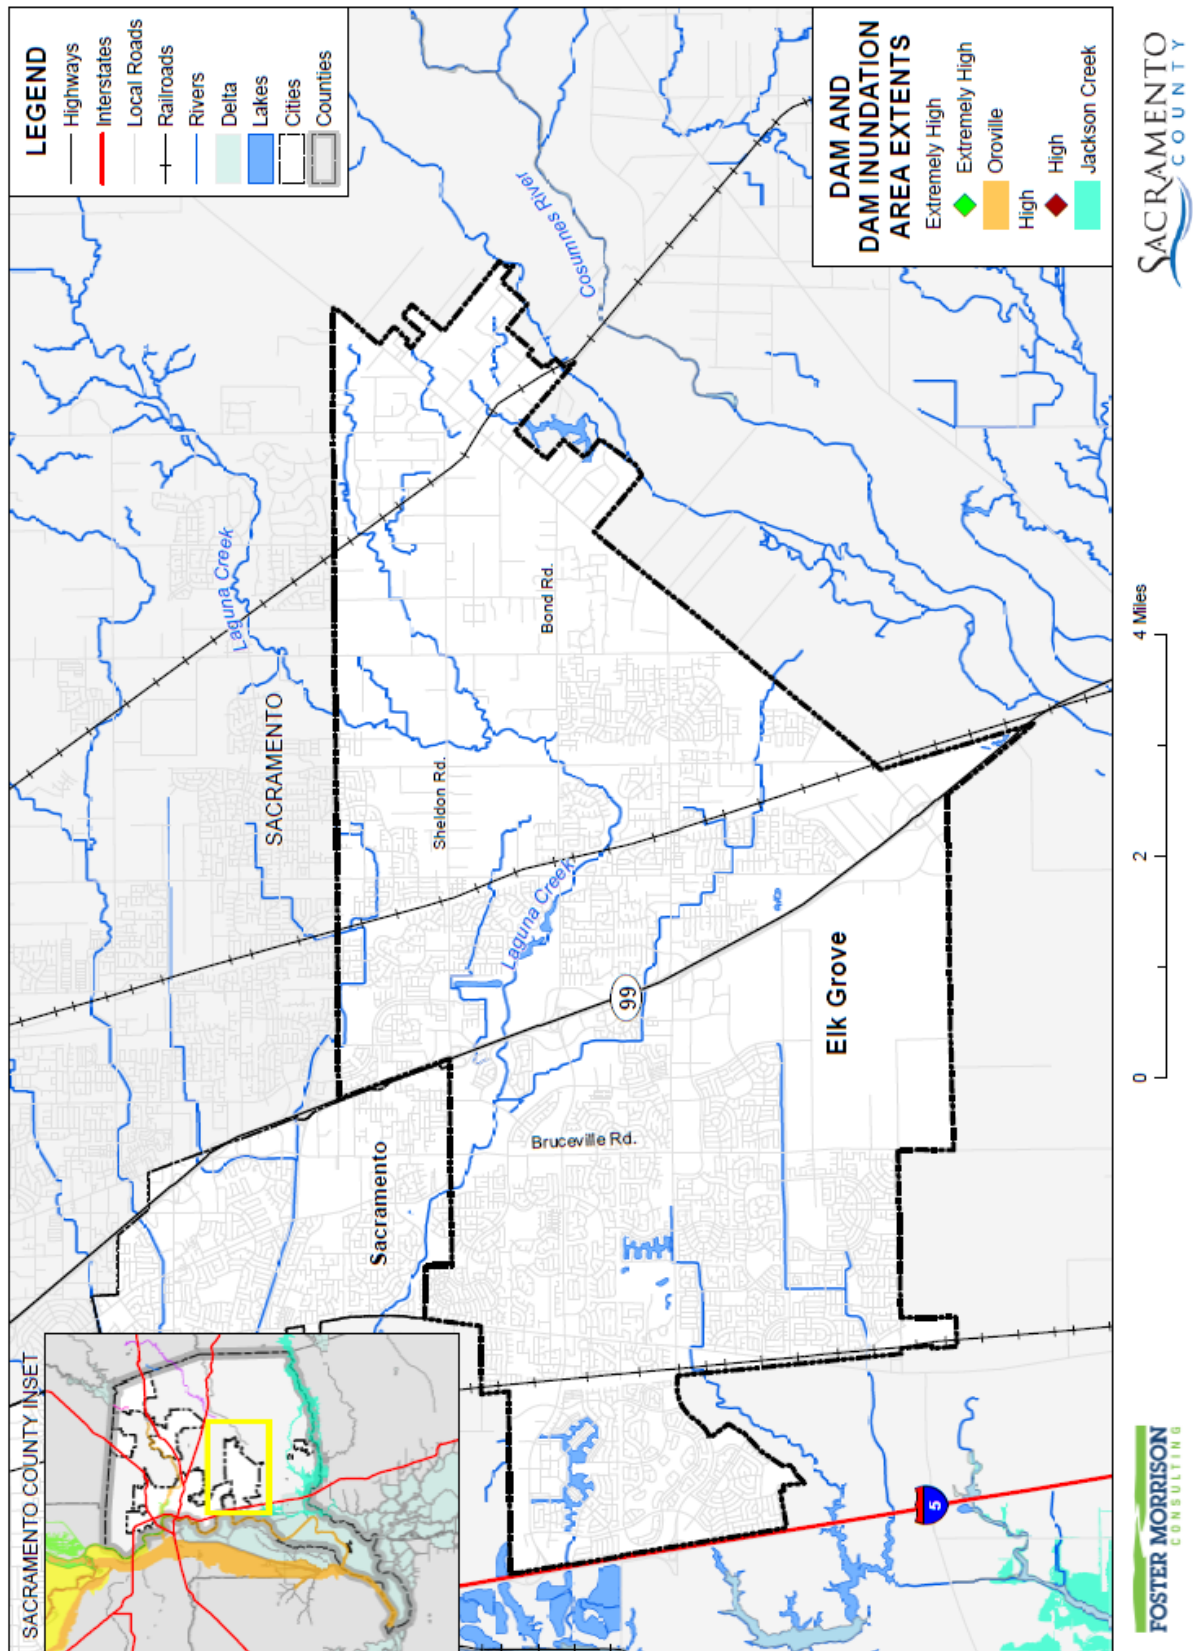 LEGEND
Highways
Interstates
Local Roads
Railroads
Rivers
Delta
Lakes
Cities
Counties
DAM AND
DAM INUNDATION
AREA EXTENTS
Extremely High
Extremely High
Oroville
High
High
Jackson Creek
SACRAMENTO COUNTY INSET
Cosumnes River
Laguna Creek
SACRAMENTO
Sheldon Rd.
Bond Rd.
Laguna Creek
99
Sacramento
Bruceville Rd.
Elk Grove
5
0
2
4 Miles
FOSTER MORRISON
CONSULTING
SACRAMENTO
COUNTY